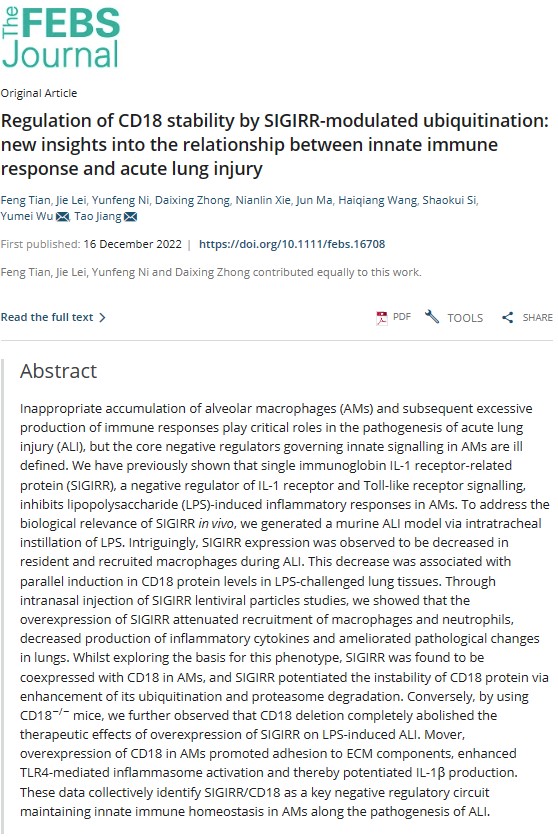 The FEBS
Journal
Original Article
Regulation of CD18 stability by SIGIRR-modulated ubiquitination:
new insights into the relationship between innate immune
response and acute lung injury
Feng Tian, Jie Lei, Yunfeng Ni, Daixing Zhong, Nianlin Xie, Jun Ma, Haiqiang Wang, Shaokui Si,
Yumei Wu, Tao Jiang
First published: 16 December 2022 | https://doi.org/10.1111/febs.16708
Feng Tian, Jie Lei, Yunfeng Ni and Daixing Zhong contributed equally to this work.
Read the full text PDF TOOLS SHARE
Abstract
Inappropriate accumulation of alveolar macrophages (AMs) and subsequent excessive
production of immune responses play critical roles in the pathogenesis of acute lung
injury (ALI), but the core negative regulators governing innate signalling in AMs are ill
defined. We have previously shown that single immunoglobin IL-1 receptor-related
protein (SIGIRR), a negative regulator of IL-1 receptor and Toll-like receptor signalling,
inhibits lipopolysaccharide (LPS)-induced inflammatory responses in AMs. To address the
biological relevance of SIGIRR in vivo, we generated a murine ALI model via intratracheal
instillation of LPS. Intriguingly, SIGIRR expression was observed to be decreased in
resident and recruited macrophages during ALI. This decrease was associated with
parallel induction in CD18 protein levels in LPS-challenged lung tissues. Through
intranasal injection of SIGIRR lentiviral particles studies, we showed that the
overexpression of SIGIRR attenuated recruitment of macrophages and neutrophils,
decreased production of inflammatory cytokines and ameliorated pathological changes
in lungs. Whilst exploring the basis for this phenotype, SIGIRR was found to be
coexpressed with CD18 in AMs, and SIGIRR potentiated the instability of CD18 protein via
enhancement of its ubiquitination and proteasome degradation. Conversely, by using
CD18⁻/⁻ mice, we further observed that CD18 deletion completely abolished the
therapeutic effects of overexpression of SIGIRR on LPS-induced ALI. Mover,
overexpression of CD18 in AMs promoted adhesion to ECM components, enhanced
TLR4-mediated inflammasome activation and thereby potentiated IL-1β production.
These data collectively identify SIGIRR/CD18 as a key negative regulatory circuit
maintaining innate immune homeostasis in AMs along the pathogenesis of ALI.